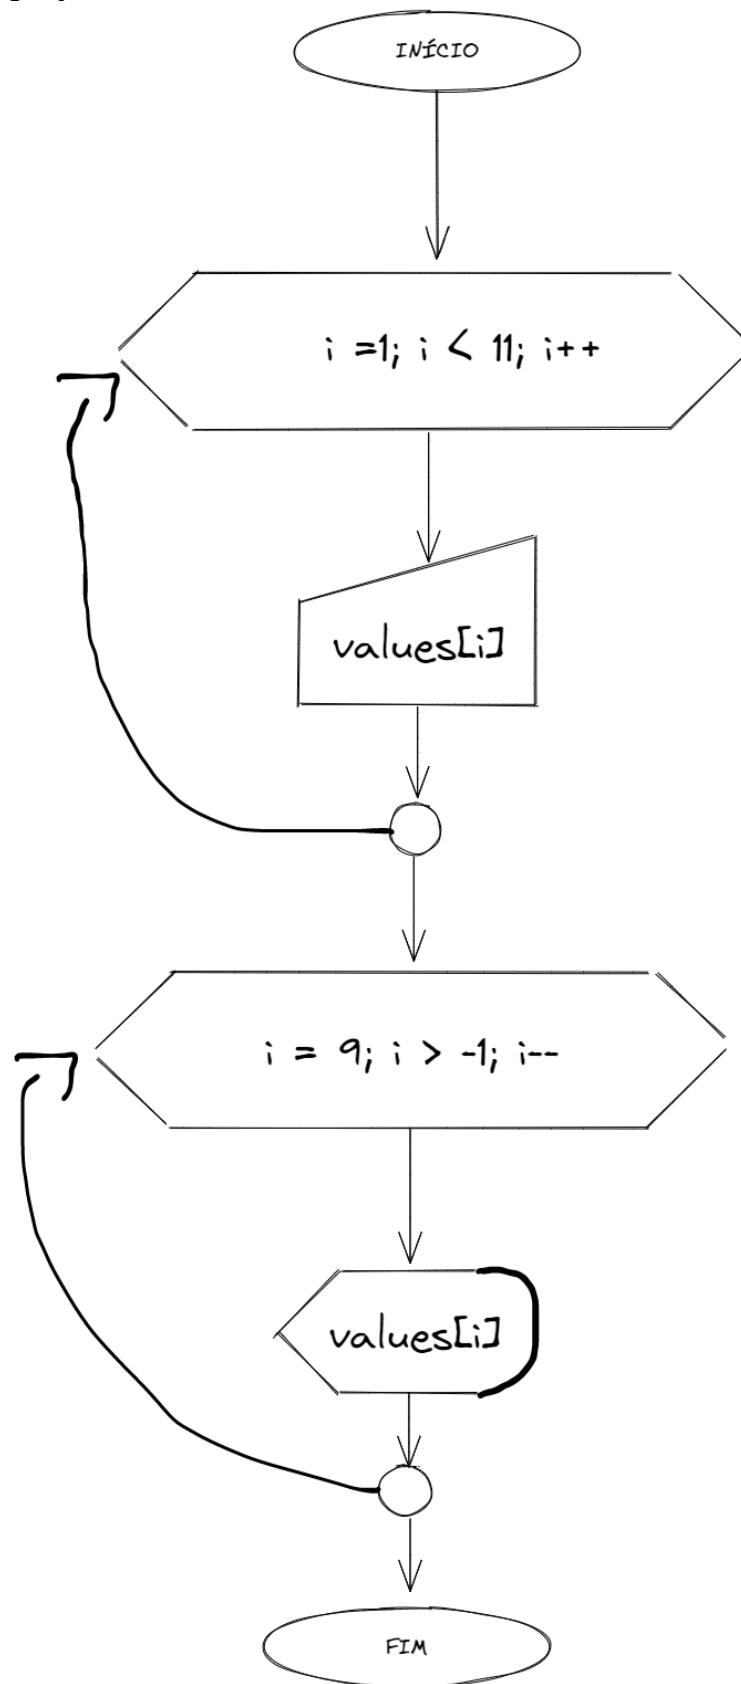 INÍCIO
i =1; i < 11; i++
values[i]
i = 9; i > -1; i--
values[i]
FIM